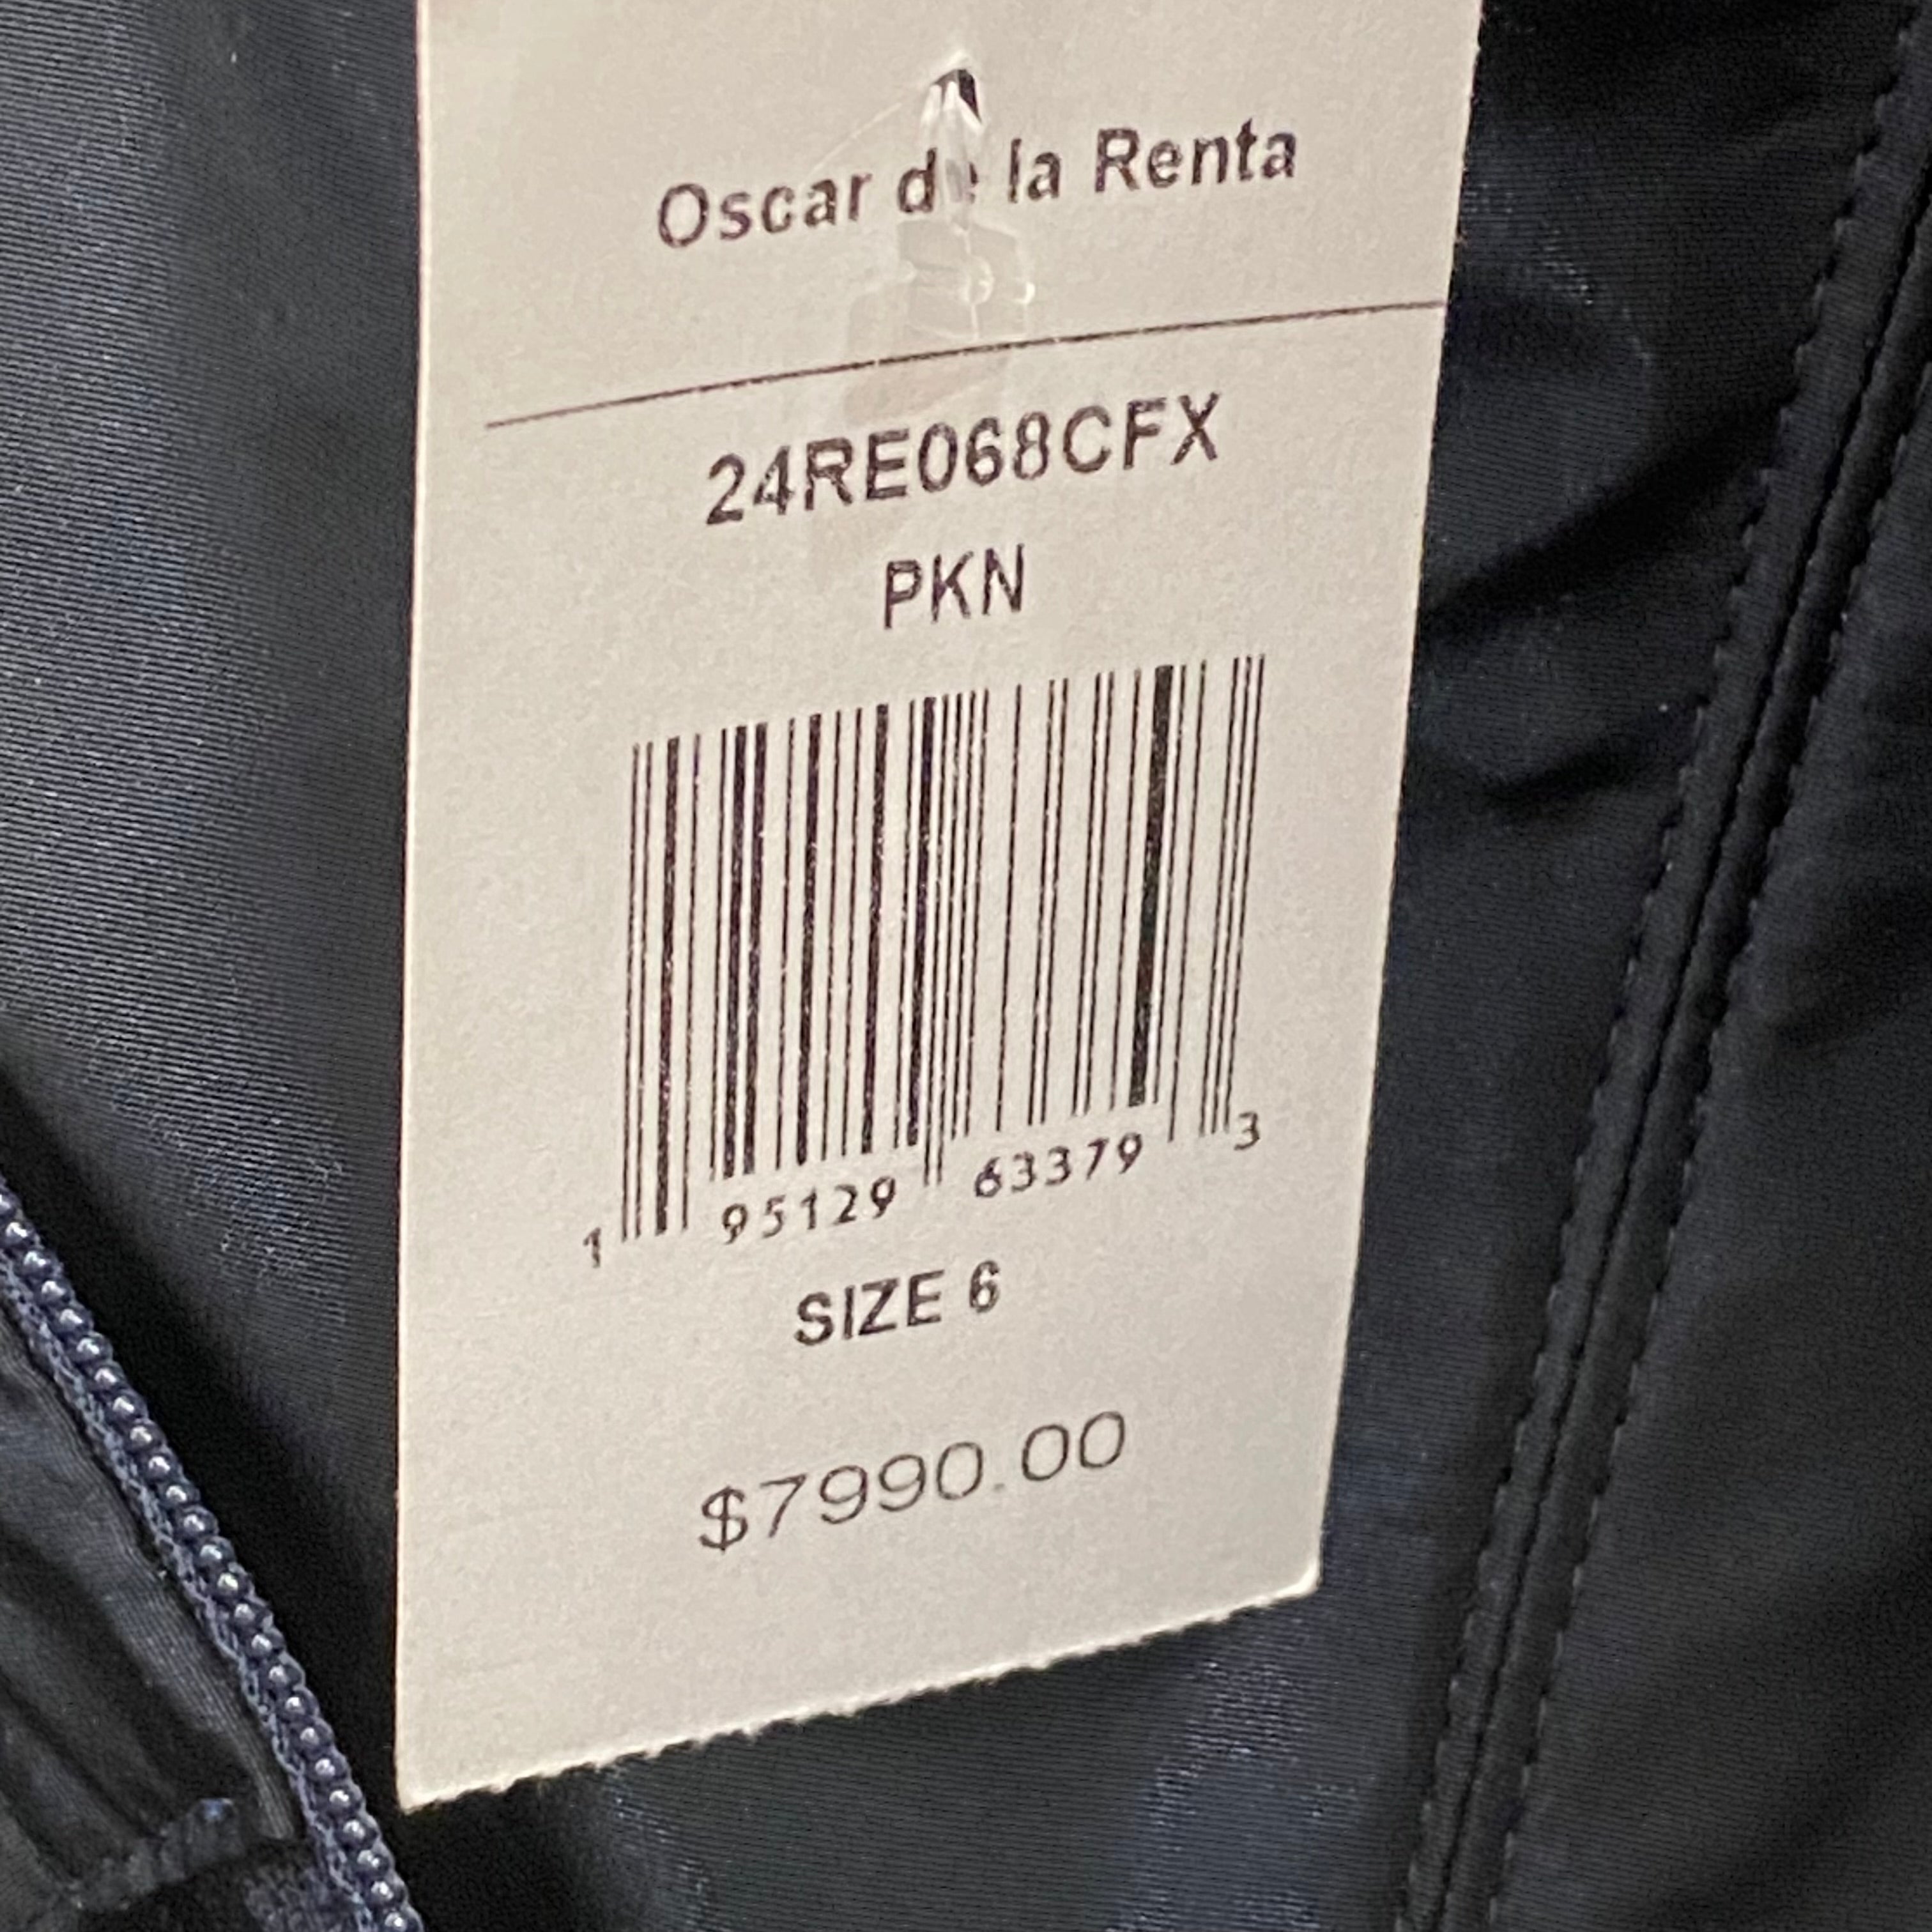 Oscar de la Renta
24RE068CFX
PKN
1 95129 63379 3
SIZE 6
$7990.00